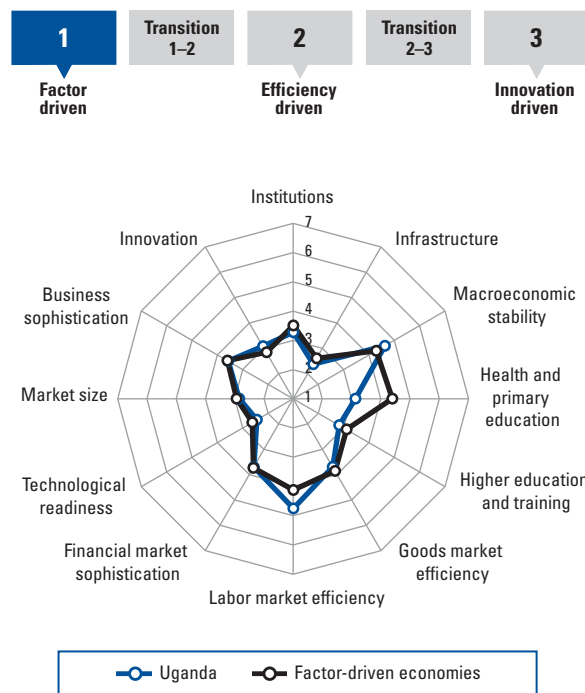 1
Transition
1–2
2
Transition
2–3
3
Factor
driven
Efficiency
driven
Innovation
driven
Institutions
7
6
5
4
3
2
1
Infrastructure
Macroeconomic
stability
Health and
primary
education
Higher education
and training
Goods market
efficiency
Labor market efficiency
Financial market
sophistication
Technological
readiness
Market size
Business
sophistication
Innovation
Uganda
Factor-driven economies